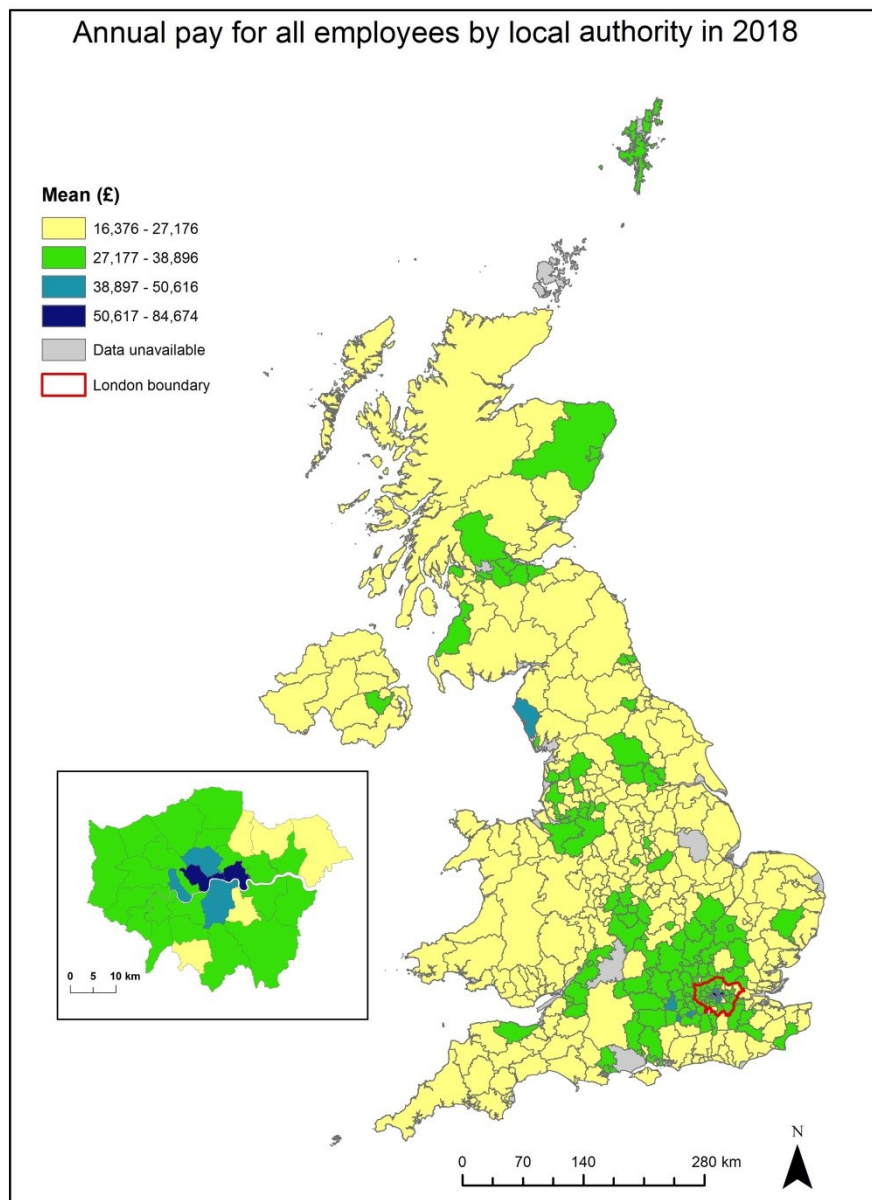 Annual pay for all employees by local authority in 2018
Mean (£)
16,376 - 27,176
27,177 - 38,896
38,897 - 50,616
50,617 - 84,674
Data unavailable
London boundary
0 5 10 km
N
0 70 140 280 km